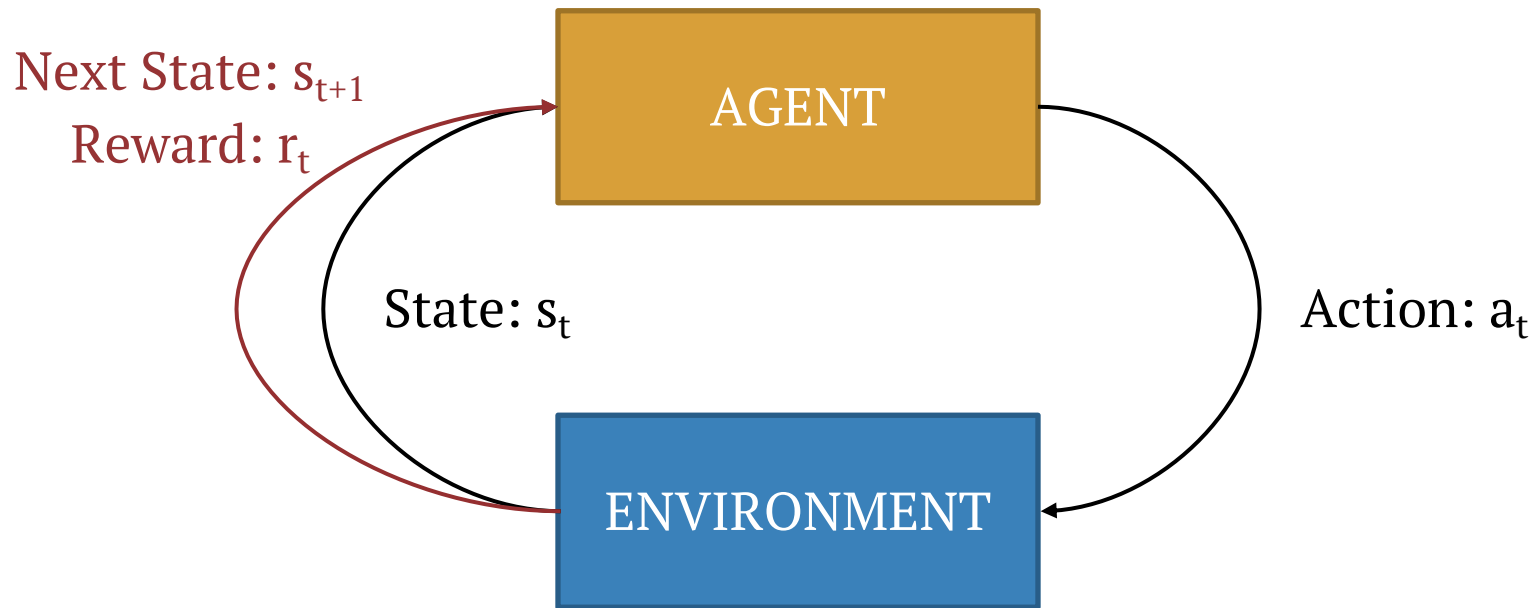 Next State: sₜ₊₁
Reward: rₜ
AGENT
State: sₜ
Action: aₜ
ENVIRONMENT